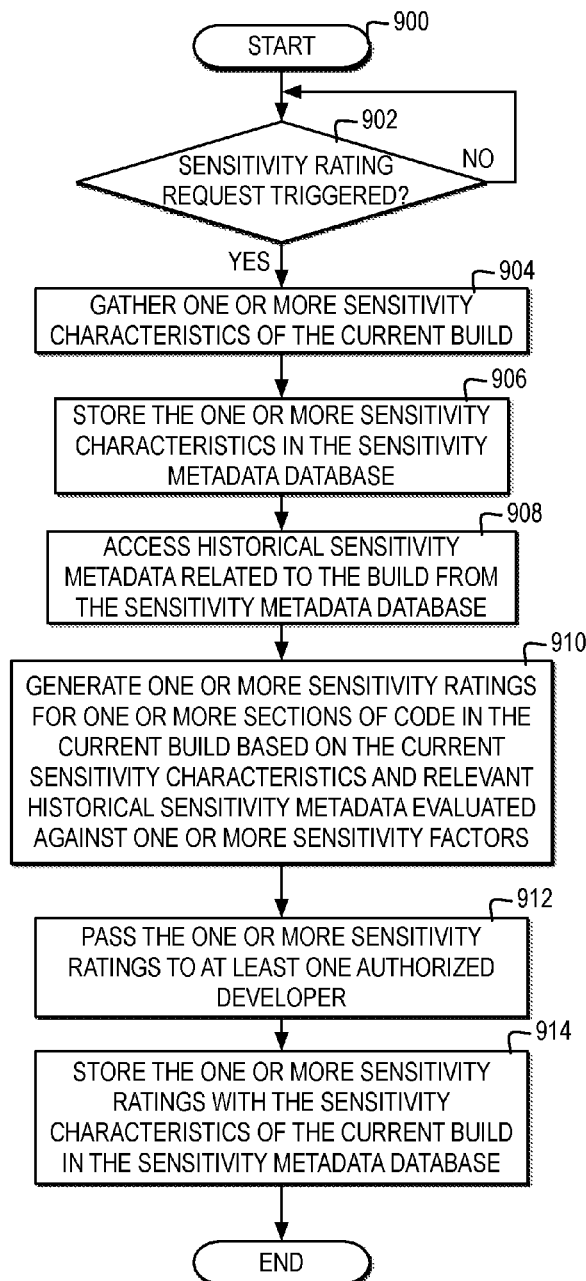 900
START
902
SENSITIVITY RATING
REQUEST TRIGGERED?
NO
YES
904
GATHER ONE OR MORE SENSITIVITY
CHARACTERISTICS OF THE CURRENT BUILD
906
STORE THE ONE OR MORE SENSITIVITY
CHARACTERISTICS IN THE SENSITIVITY
METADATA DATABASE
908
ACCESS HISTORICAL SENSITIVITY
METADATA RELATED TO THE BUILD FROM
THE SENSITIVITY METADATA DATABASE
910
GENERATE ONE OR MORE SENSITIVITY RATINGS
FOR ONE OR MORE SECTIONS OF CODE IN THE
CURRENT BUILD BASED ON THE CURRENT
SENSITIVITY CHARACTERISTICS AND RELEVANT
HISTORICAL SENSITIVITY METADATA EVALUATED
AGAINST ONE OR MORE SENSITIVITY FACTORS
912
PASS THE ONE OR MORE SENSITIVITY
RATINGS TO AT LEAST ONE AUTHORIZED
DEVELOPER
914
STORE THE ONE OR MORE SENSITIVITY
RATINGS WITH THE SENSITIVITY
CHARACTERISTICS OF THE CURRENT BUILD
IN THE SENSITIVITY METADATA DATABASE
END